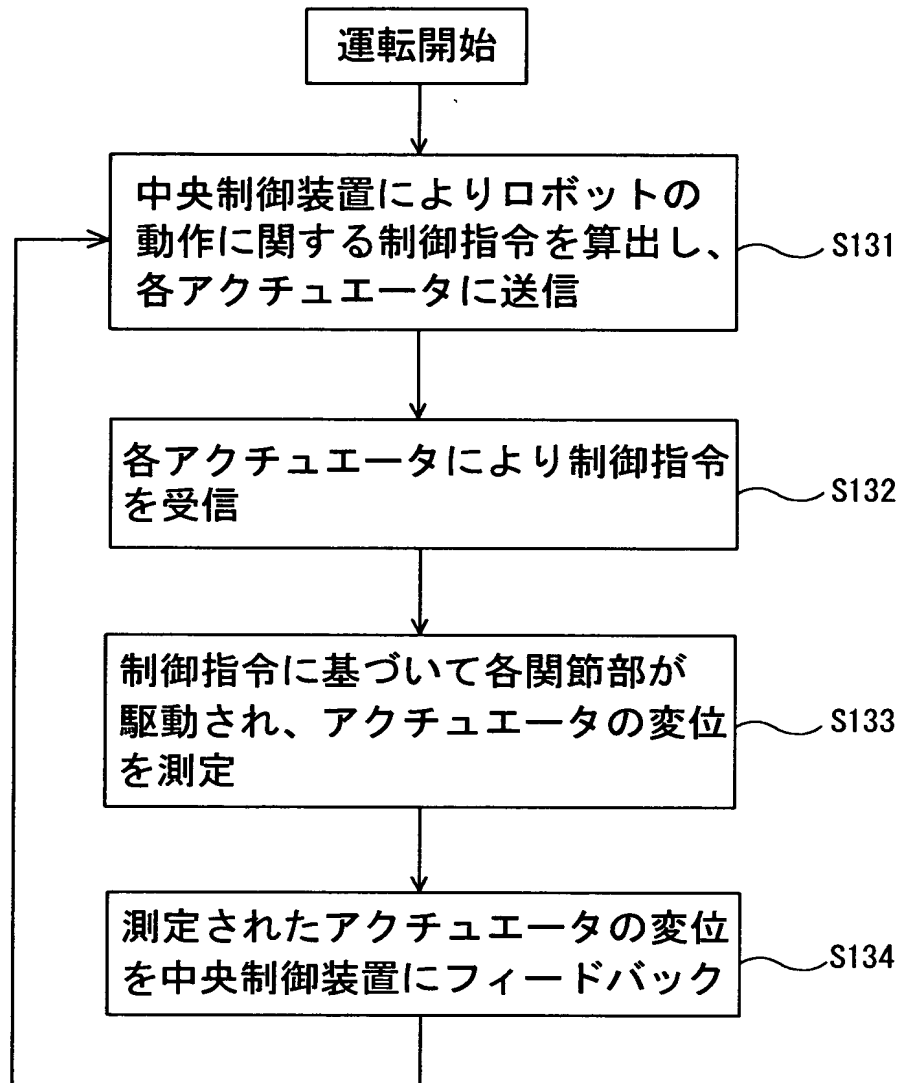 運転開始
中央制御装置によりロボットの
動作に関する制御指令を算出し、
各アクチュエータに送信
S131
各アクチュエータにより制御指令
を受信
S132
制御指令に基づいて各関節部が
駆動され、アクチュエータの変位
を測定
S133
測定されたアクチュエータの変位
を中央制御装置にフィードバック
S134